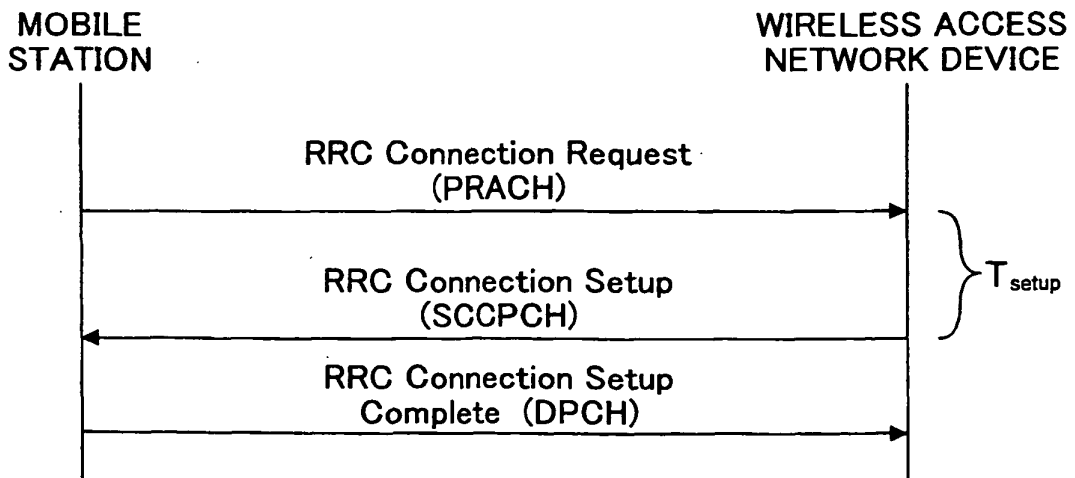 MOBILE
STATION
WIRELESS ACCESS
NETWORK DEVICE
RRC Connection Request
(PRACH)
RRC Connection Setup
(SCCPCH)
Tsetup
RRC Connection Setup
Complete (DPCH)